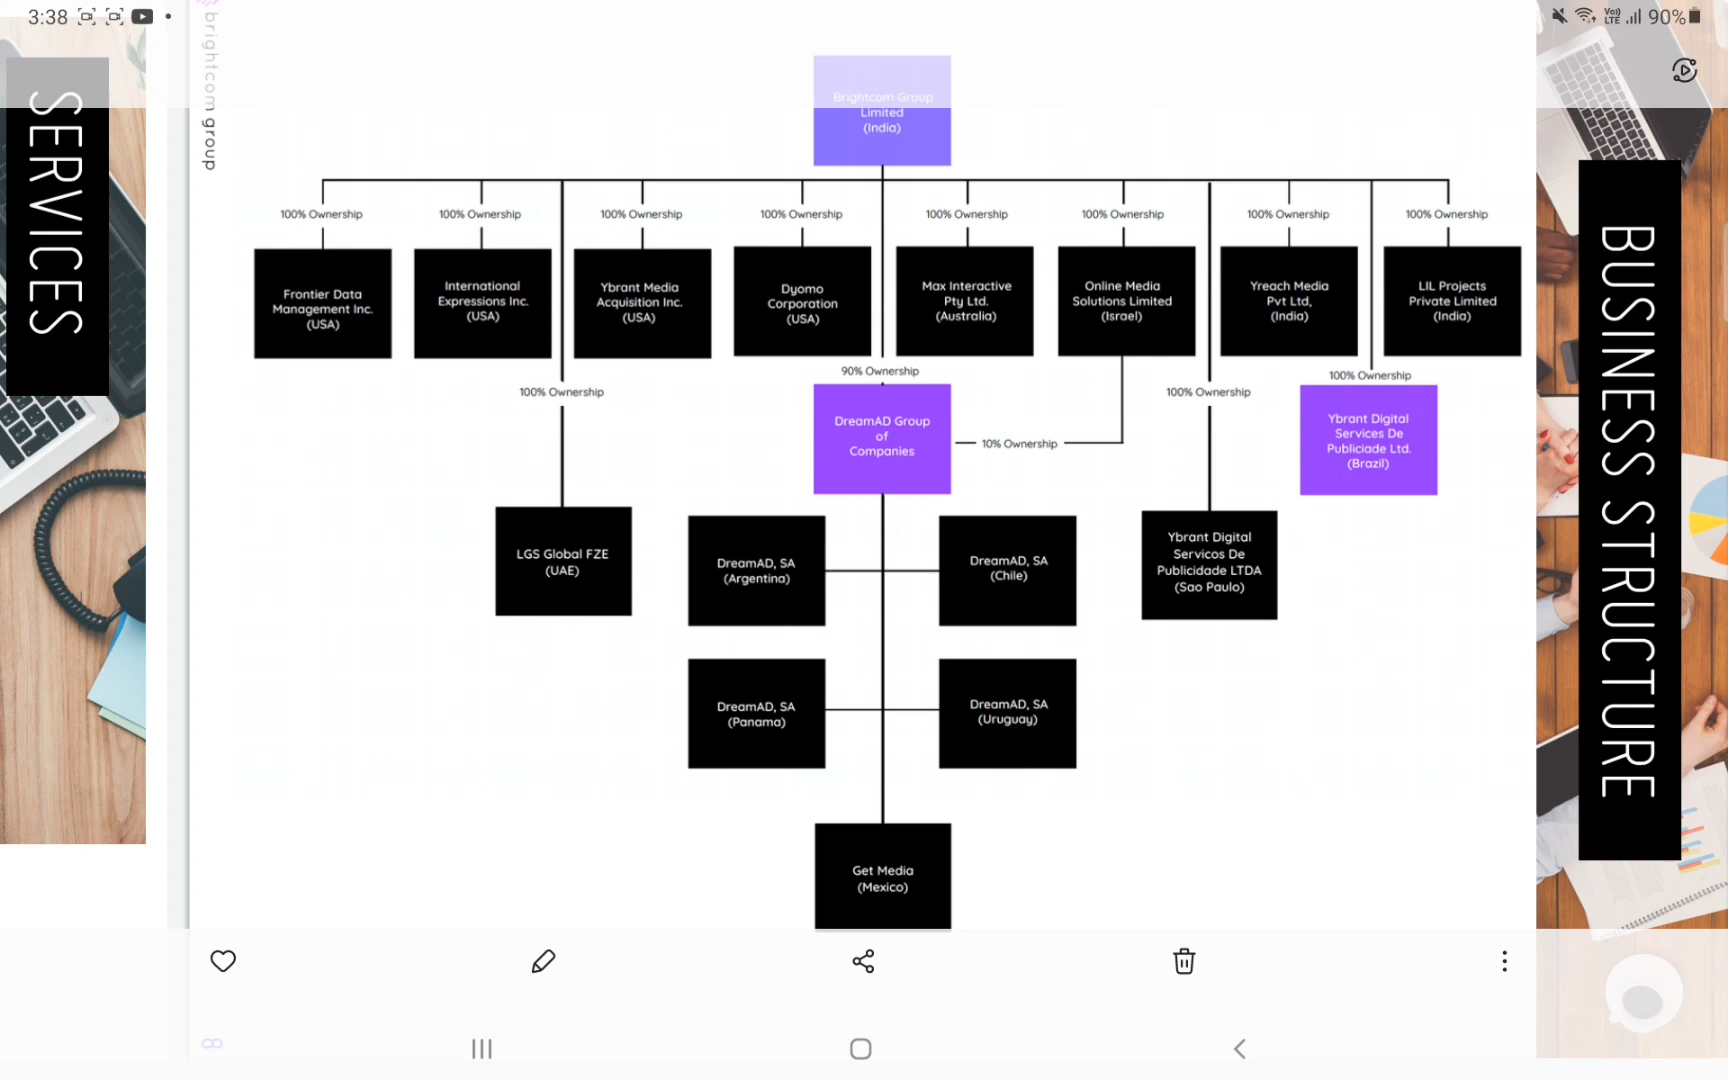 3:38
90%
SERVICES
brightcom group
BUSINESS STRUCTURE
Brightcom Group
Limited
(India)
100% Ownership
100% Ownership
100% Ownership
100% Ownership
100% Ownership
100% Ownership
100% Ownership
100% Ownership
Frontier Data
Management Inc.
(USA)
International
Expressions Inc.
(USA)
Ybrant Media
Acquisition Inc.
(USA)
Dyomo
Corporation
(USA)
Max Interactive
Pty Ltd.
(Australia)
Online Media
Solutions Limited
(Israel)
Yreach Media
Pvt Ltd,
(India)
LIL Projects
Private Limited
(India)
100% Ownership
90% Ownership
100% Ownership
100% Ownership
DreamAD Group
of
Companies
10% Ownership
Ybrant Digital
Services De
Publiciade Ltd.
(Brazil)
LGS Global FZE
(UAE)
DreamAD, SA
(Argentina)
DreamAD, SA
(Chile)
Ybrant Digital
Servicos De
Publicidade LTDA
(Sao Paulo)
DreamAD, SA
(Panama)
DreamAD, SA
(Uruguay)
Get Media
(Mexico)